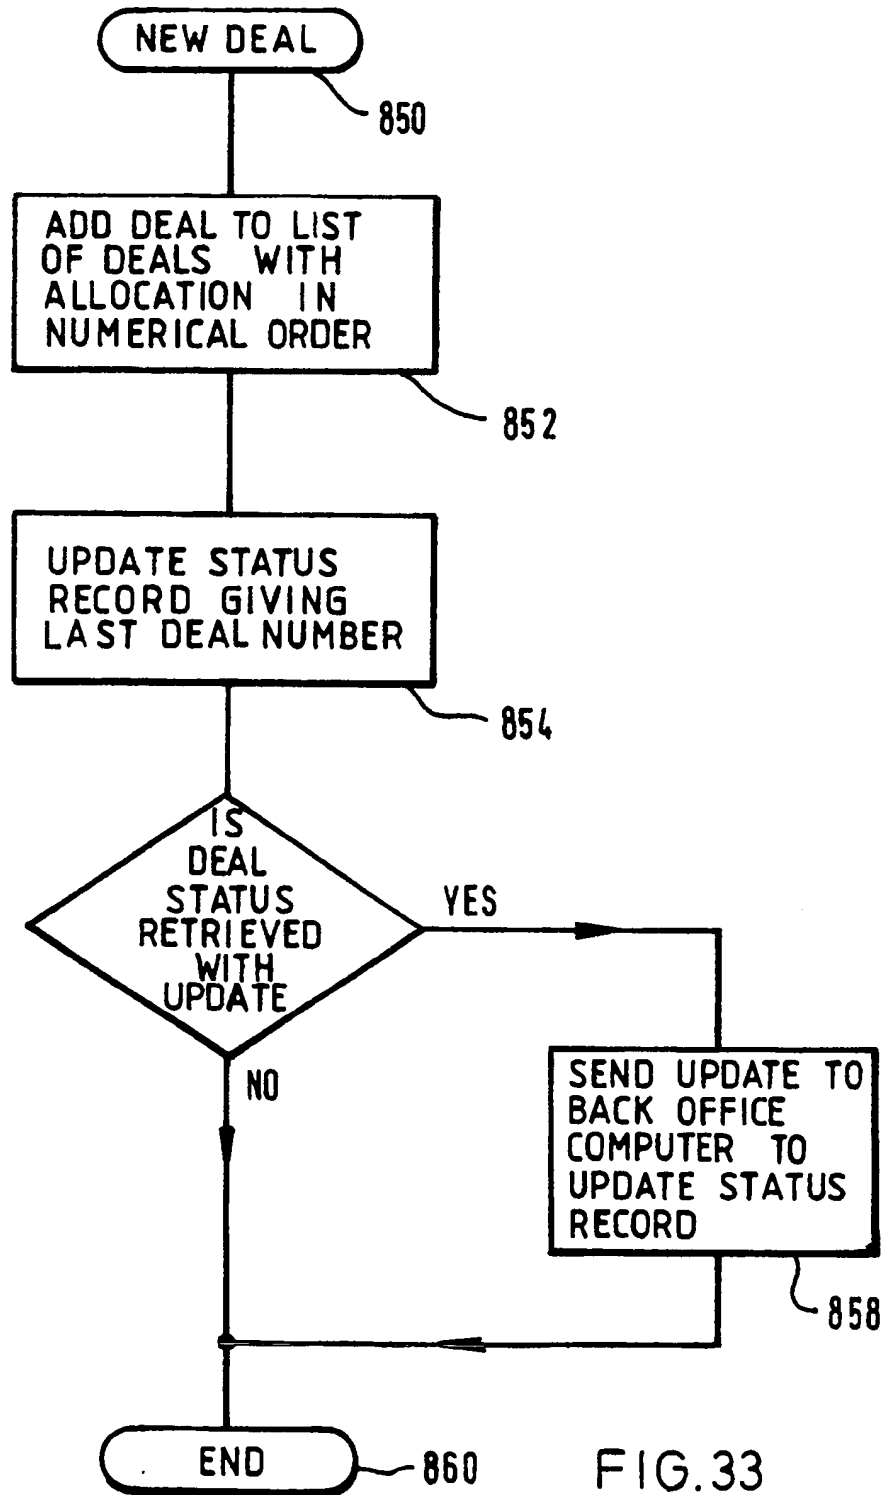 NEW DEAL
850
ADD DEAL TO LIST
OF DEALS WITH
ALLOCATION IN
NUMERICAL ORDER
852
UPDATE STATUS
RECORD GIVING
LAST DEAL NUMBER
854
IS
DEAL
STATUS
RETRIEVED
WITH
UPDATE
YES
NO
SEND UPDATE TO
BACK OFFICE
COMPUTER TO
UPDATE STATUS
RECORD
858
END
860
FIG.33